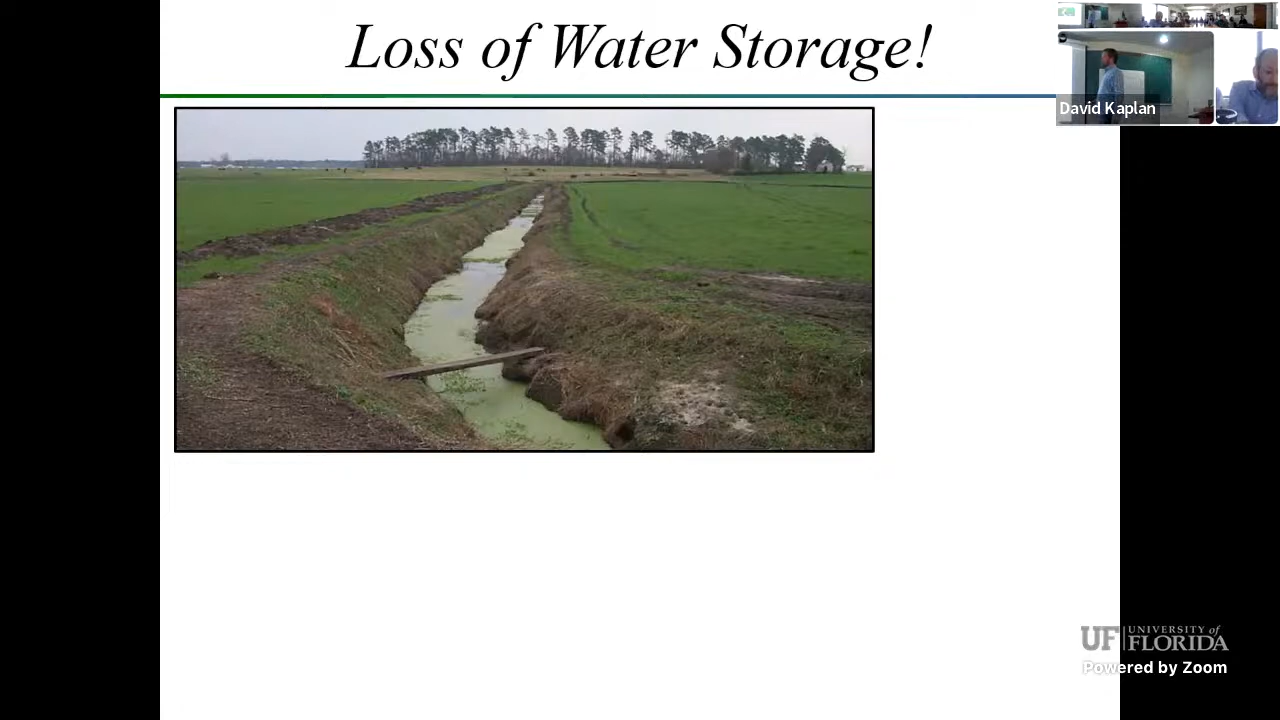 Loss of Water Storage!
David Kaplan
UF UNIVERSITY of
FLORIDA
Powered by Zoom